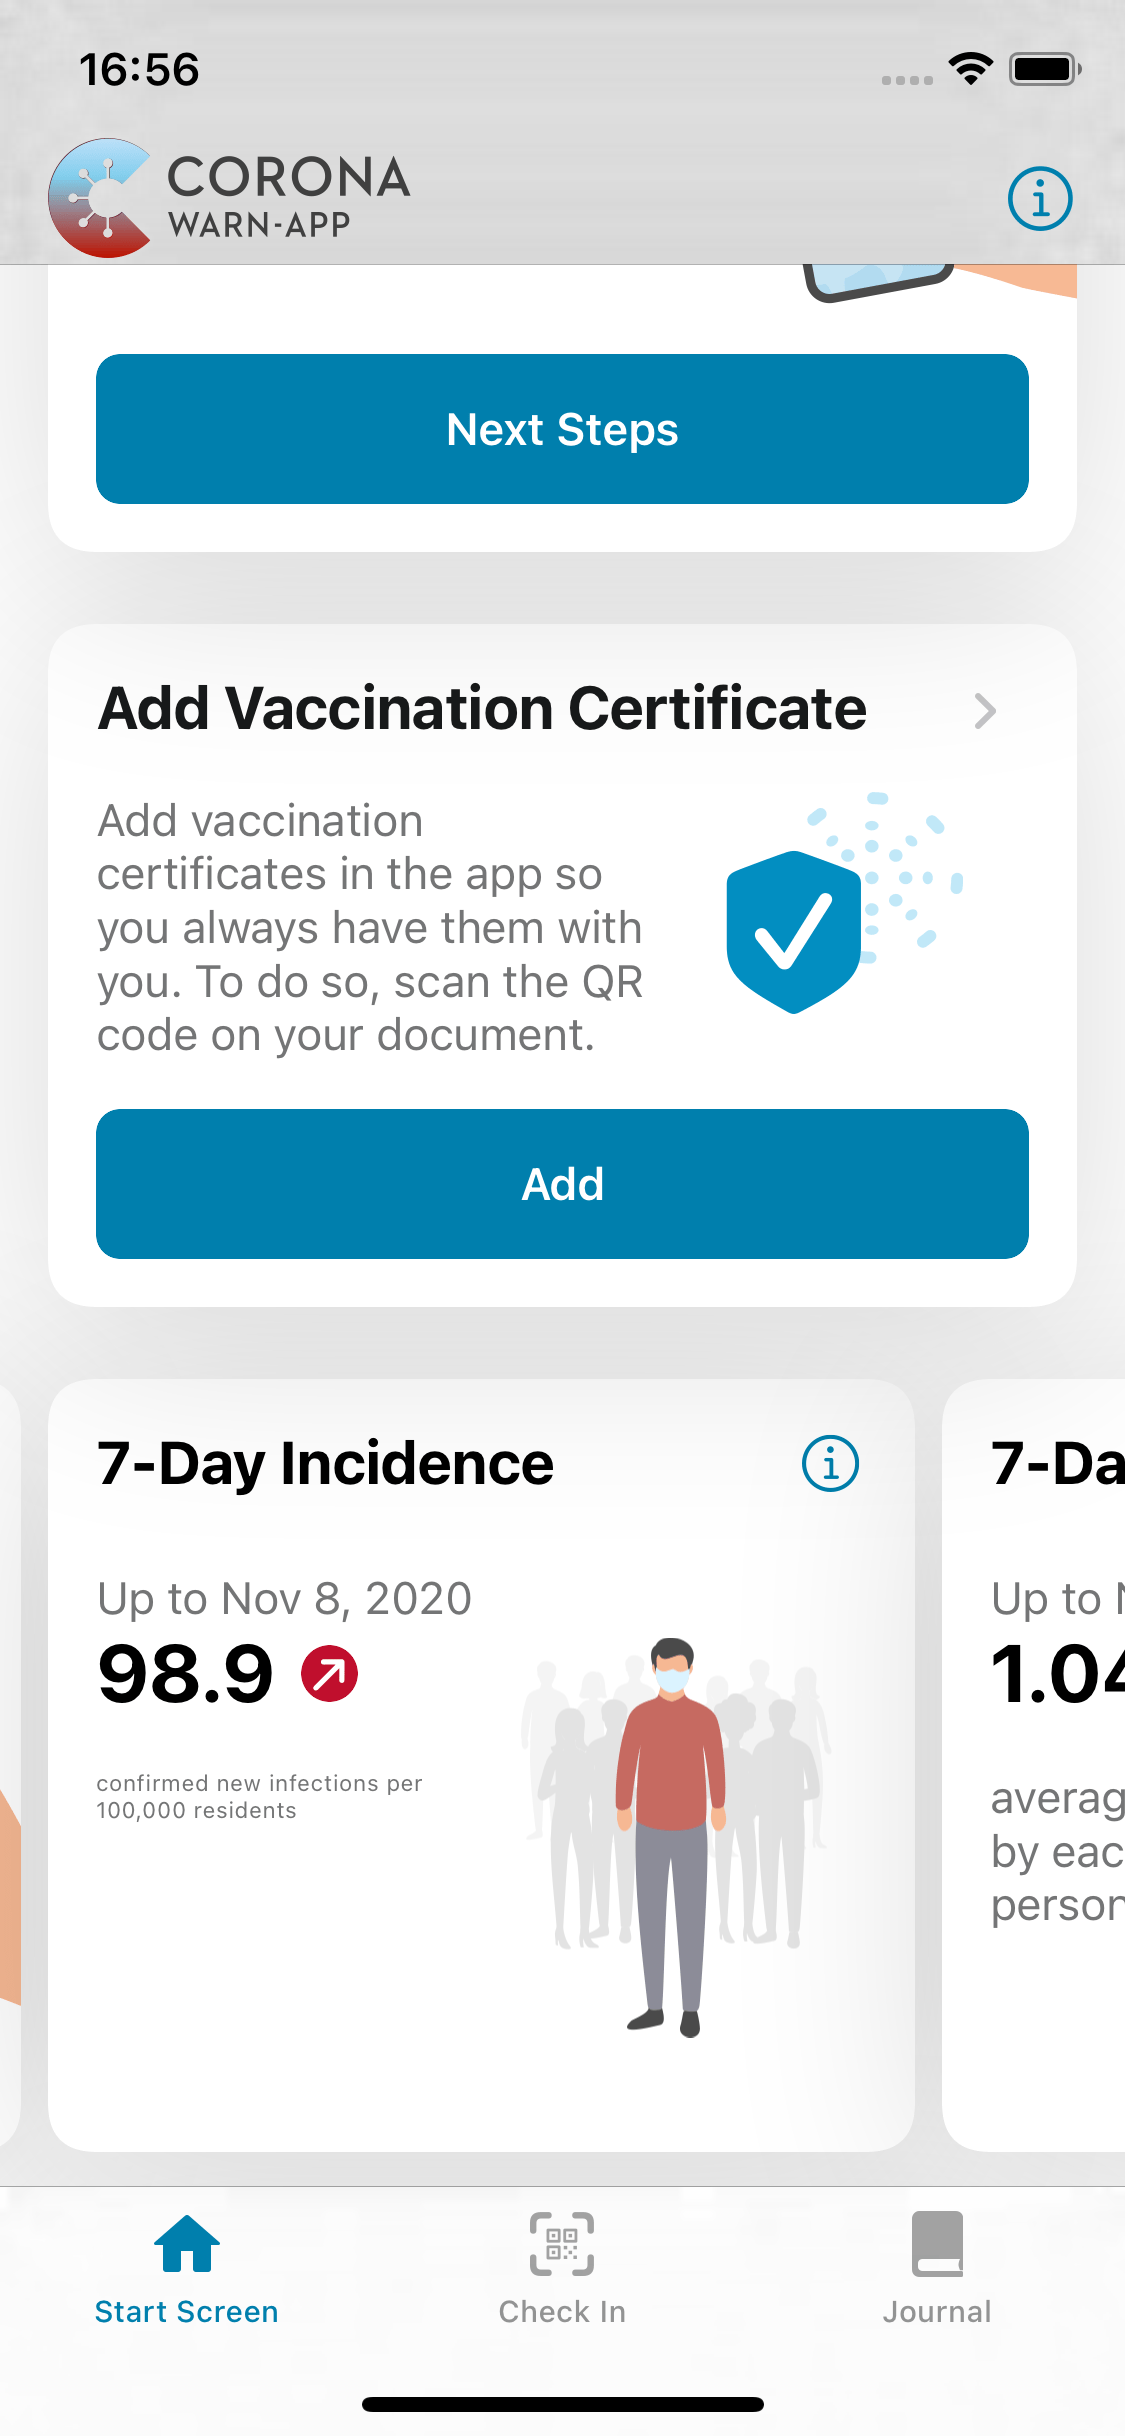 16:56
CORONA
WARN-APP
Next Steps
Add Vaccination Certificate
Add vaccination
certificates in the app so
you always have them with
you. To do so, scan the QR
code on your document.
Add
7-Day Incidence
Up to Nov 8, 2020
98.9
confirmed new infections per
100,000 residents
7-Da
Up to
1.04
averag
by eac
person
Start Screen
Check In
Journal